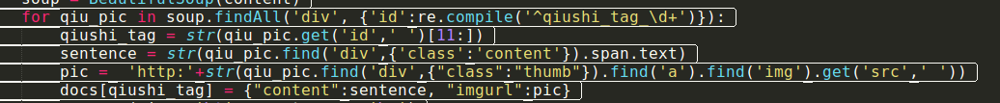 soup = BeautifulSoup(content)
for qiu_pic in soup.findAll('div', {'id':re.compile('^qiushi_tag_\d+')}):
qiushi_tag = str(qiu_pic.get('id',' ')[11:])
sentence = str(qiu_pic.find('div',{'class':'content'}).span.text)
pic = 'http:'+str(qiu_pic.find('div',{"class":"thumb"}).find('a').find('img').get('src',' '))
docs[qiushi_tag] = {"content":sentence, "imgurl":pic}